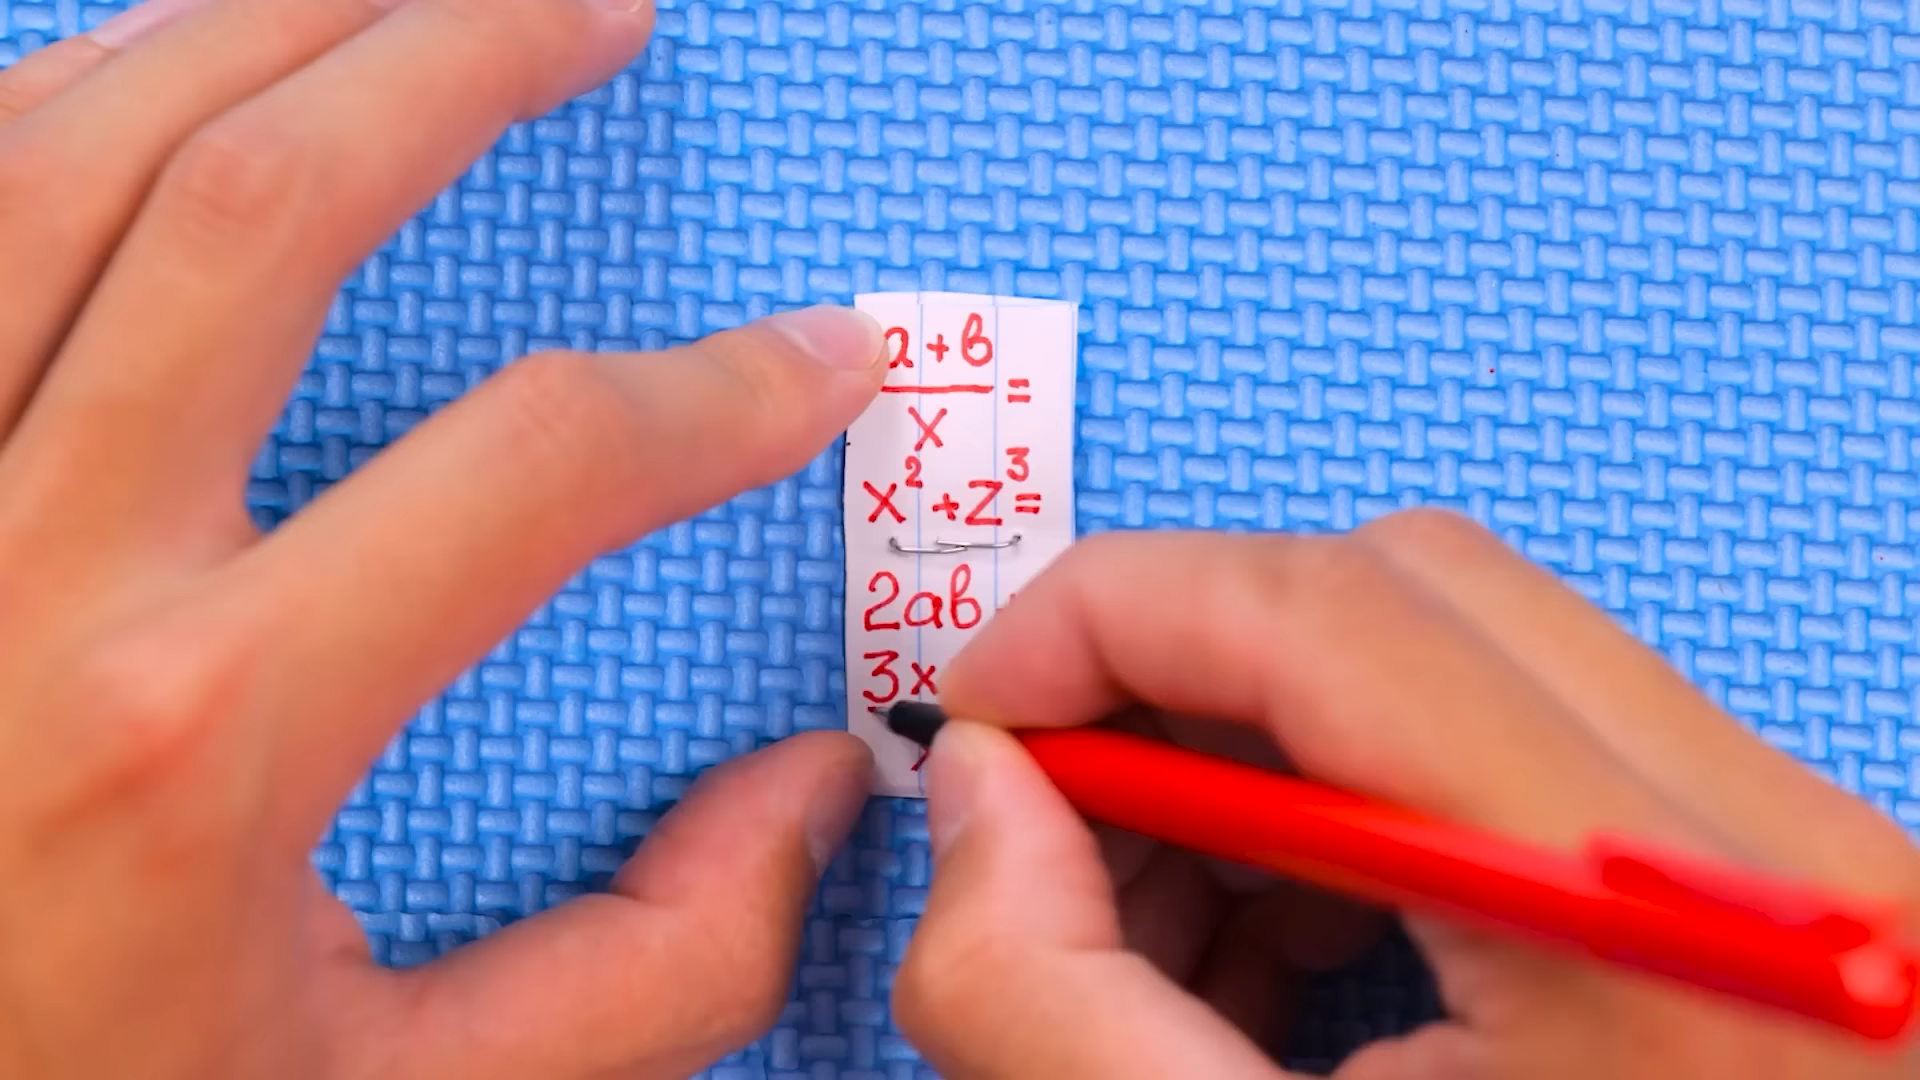 a+b
x
=
x²+z³=
2ab
3x